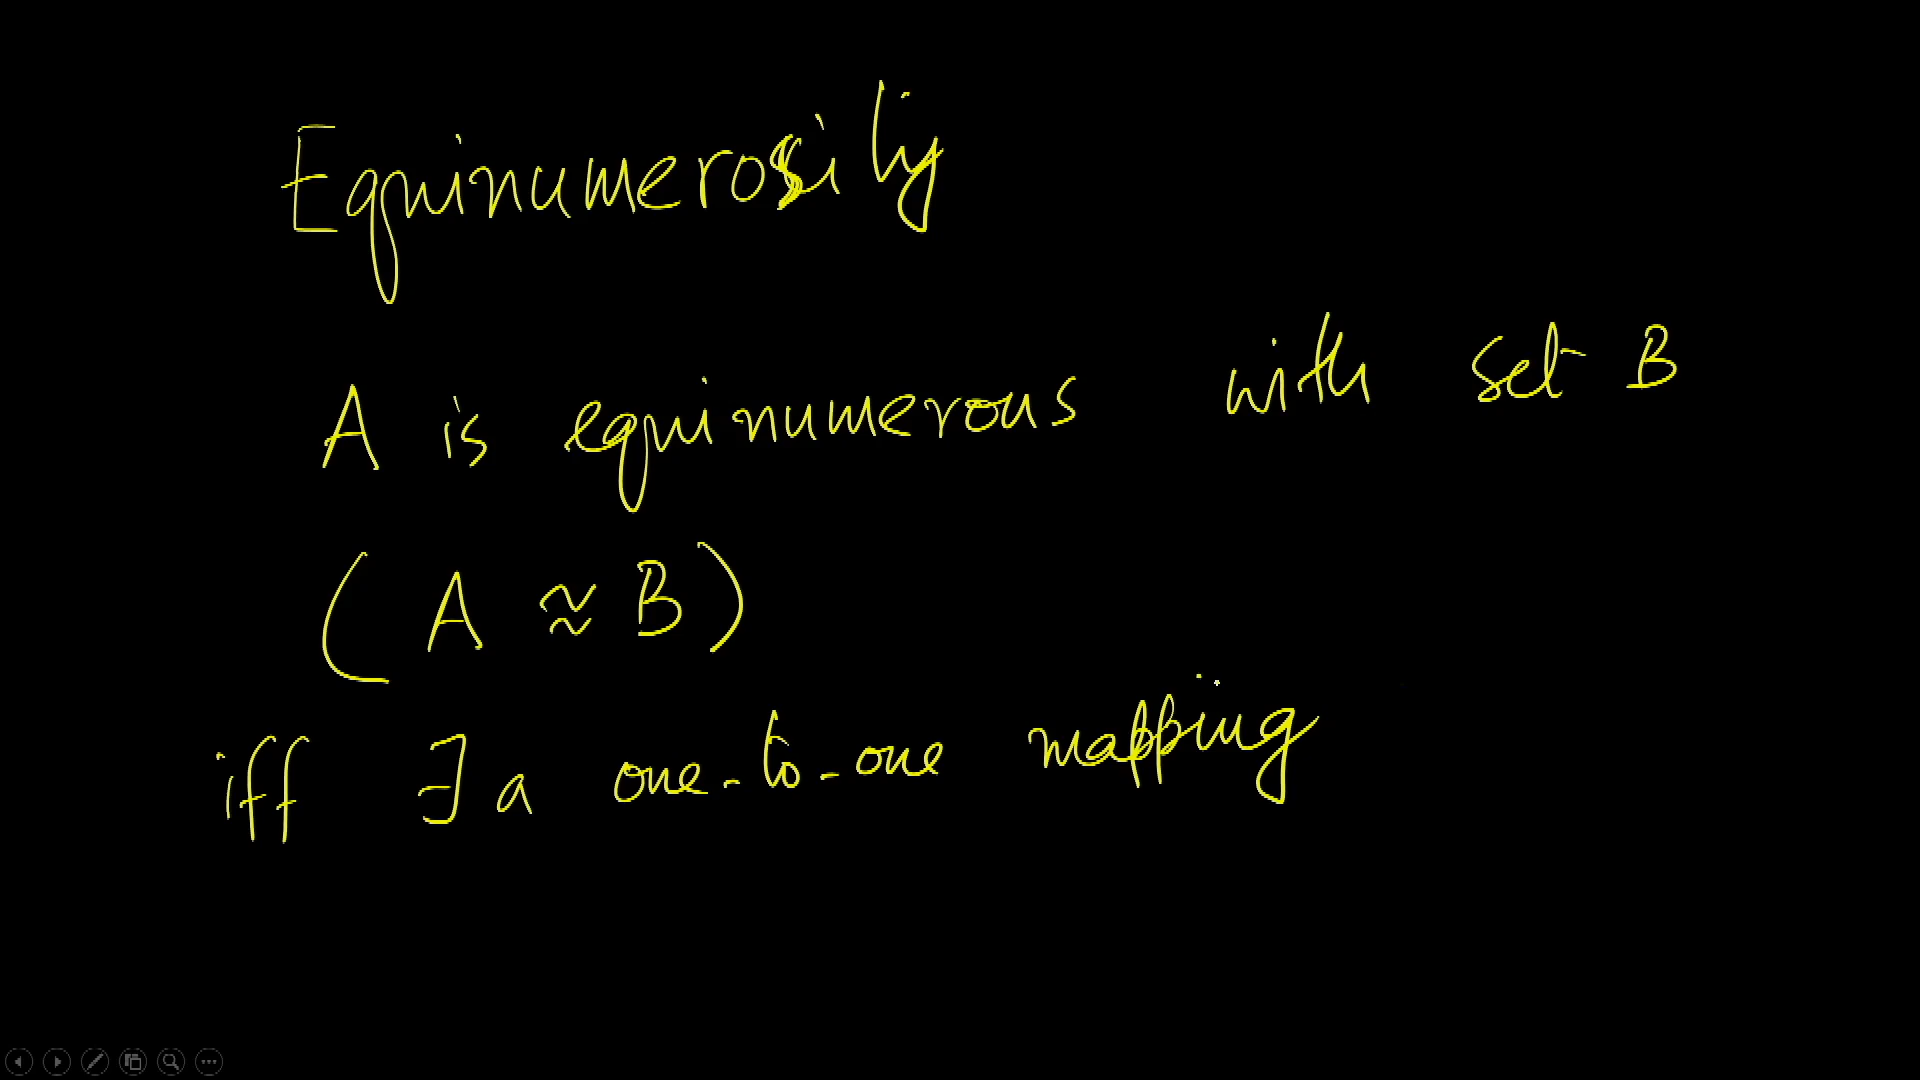 Equinumerosity
A is equinumerous with set B
( A ≈ B )
iff ∃ a one-to-one mapping